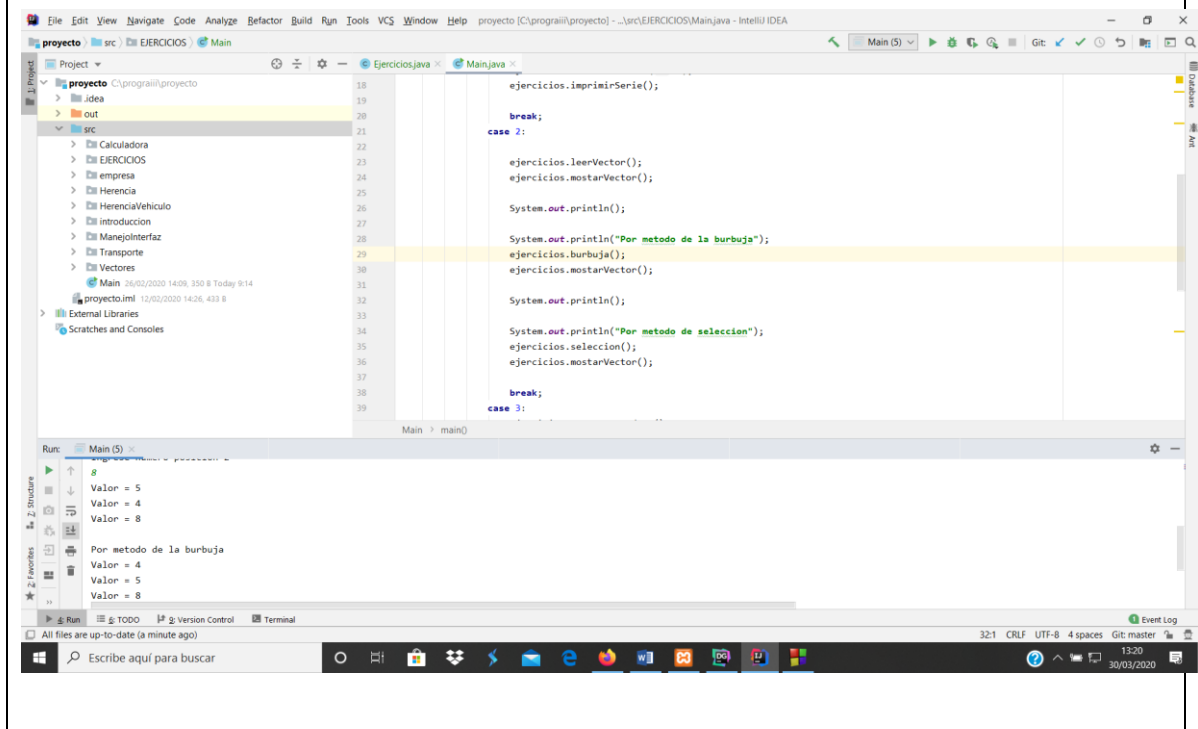 File Edit View Navigate Code Analyze Refactor Build Run Tools VCS Window Help proyecto [C:\prograiii\proyecto] - ...\src\EJERCICIOS\Main.java - IntelliJ IDEA
proyecto src EJERCICIOS Main
Main (5) Git:
Project
Ejercicios.java Main.java
1: Project
proyecto C:\prograiii\proyecto
.idea
out
src
Calculadora
EJERCICIOS
empresa
Herencia
HerenciaVehiculo
introduccion
ManejoInterfaz
Transporte
Vectores
Main 26/02/2020 14:09, 350 B Today 9:14
proyecto.iml 12/02/2020 14:26, 433 B
External Libraries
Scratches and Consoles
18 ejercicios.imprimirSerie();
19
20 break;
21 case 2:
22
23 ejercicios.leerVector();
24 ejercicios.mostarVector();
25
26 System.out.println();
27
28 System.out.println("Por metodo de la burbuja");
29 ejercicios.burbuja();
30 ejercicios.mostarVector();
31
32 System.out.println();
33
34 System.out.println("Por metodo de seleccion");
35 ejercicios.seleccion();
36 ejercicios.mostarVector();
37
38 break;
39 case 3:
Main > main()
Database
Ant
Run: Main (5)
8
Valor = 5
Valor = 4
Valor = 8
Por metodo de la burbuja
Valor = 4
Valor = 5
Valor = 8
Z: Structure
2: Favorites
4: Run 6: TODO 9: Version Control Terminal
1 Event Log
All files are up-to-date (a minute ago)
32:1 CRLF UTF-8 4 spaces Git: master
Escribe aquí para buscar
13:20
30/03/2020